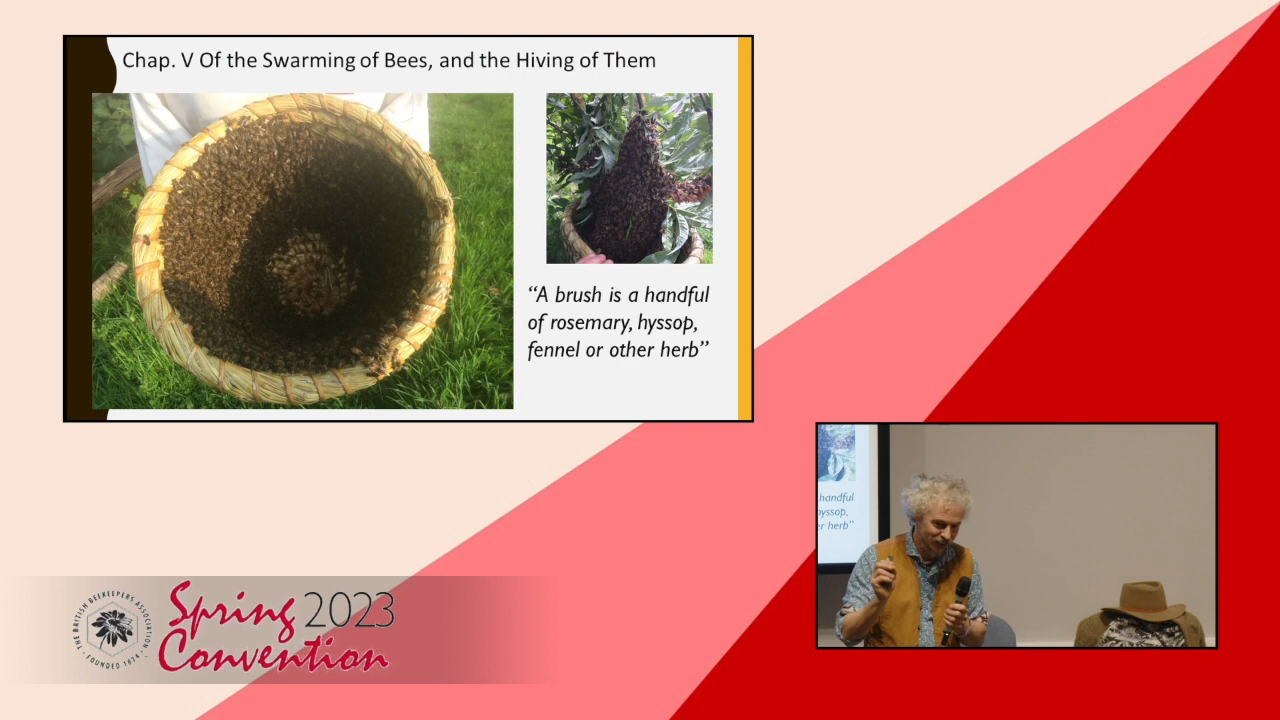 Chap. V Of the Swarming of Bees, and the Hiving of Them
“A brush is a handful
of rosemary, hyssop,
fennel or other herb”
handful
hyssop,
er herb”
THE BRITISH BEEKEEPERS ASSOCIATION
· FOUNDED 1874 ·
Spring 2023
Convention